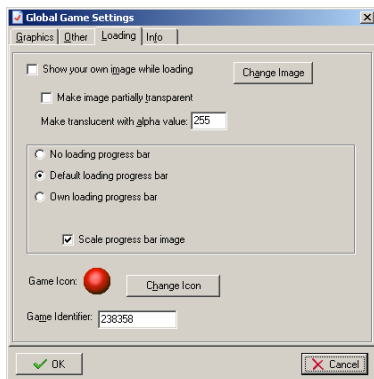 Global Game Settings
Graphics Other Loading Info
Show your own image while loading Change Image
Make image partially transparent
Make translucent with alpha value: 255
No loading progress bar
Default loading progress bar
Own loading progress bar
Scale progress bar image
Game Icon: Change Icon
Game Identifier: 238358
OK Cancel